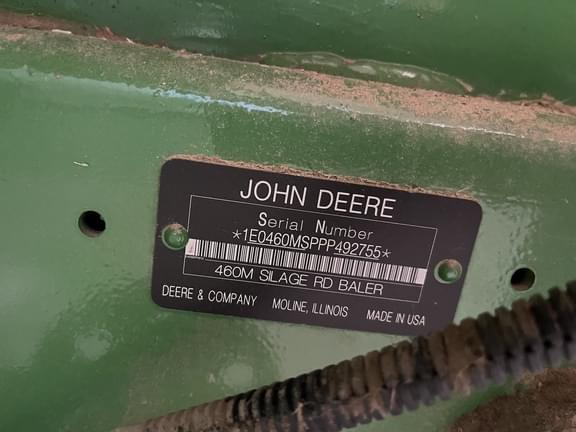 JOHN DEERE
Serial Number
*1E0460MSPPP492755*
460M SILAGE RD BALER
DEERE & COMPANY MOLINE, ILLINOIS MADE IN USA